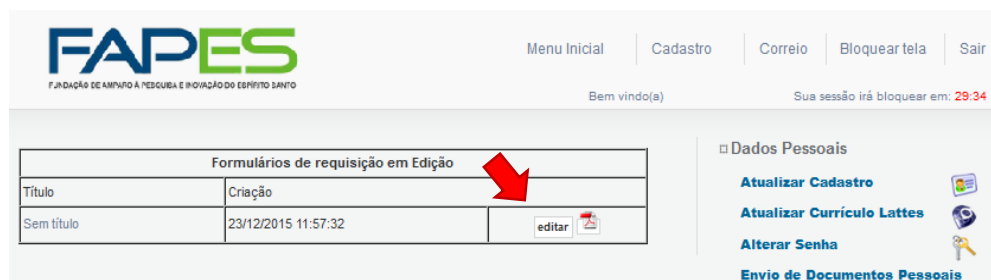 FAPES
FUNDAÇÃO DE AMPARO À PESQUISA E INOVAÇÃO DO ESPÍRITO SANTO
Menu Inicial Cadastro Correio Bloquear tela Sair
Bem vindo(a) Sua sessão irá bloquear em: 29:34
Formulários de requisição em Edição
Título Criação
Sem título 23/12/2015 11:57:32 editar
Dados Pessoais
Atualizar Cadastro
Atualizar Currículo Lattes
Alterar Senha
Envio de Documentos Pessoais